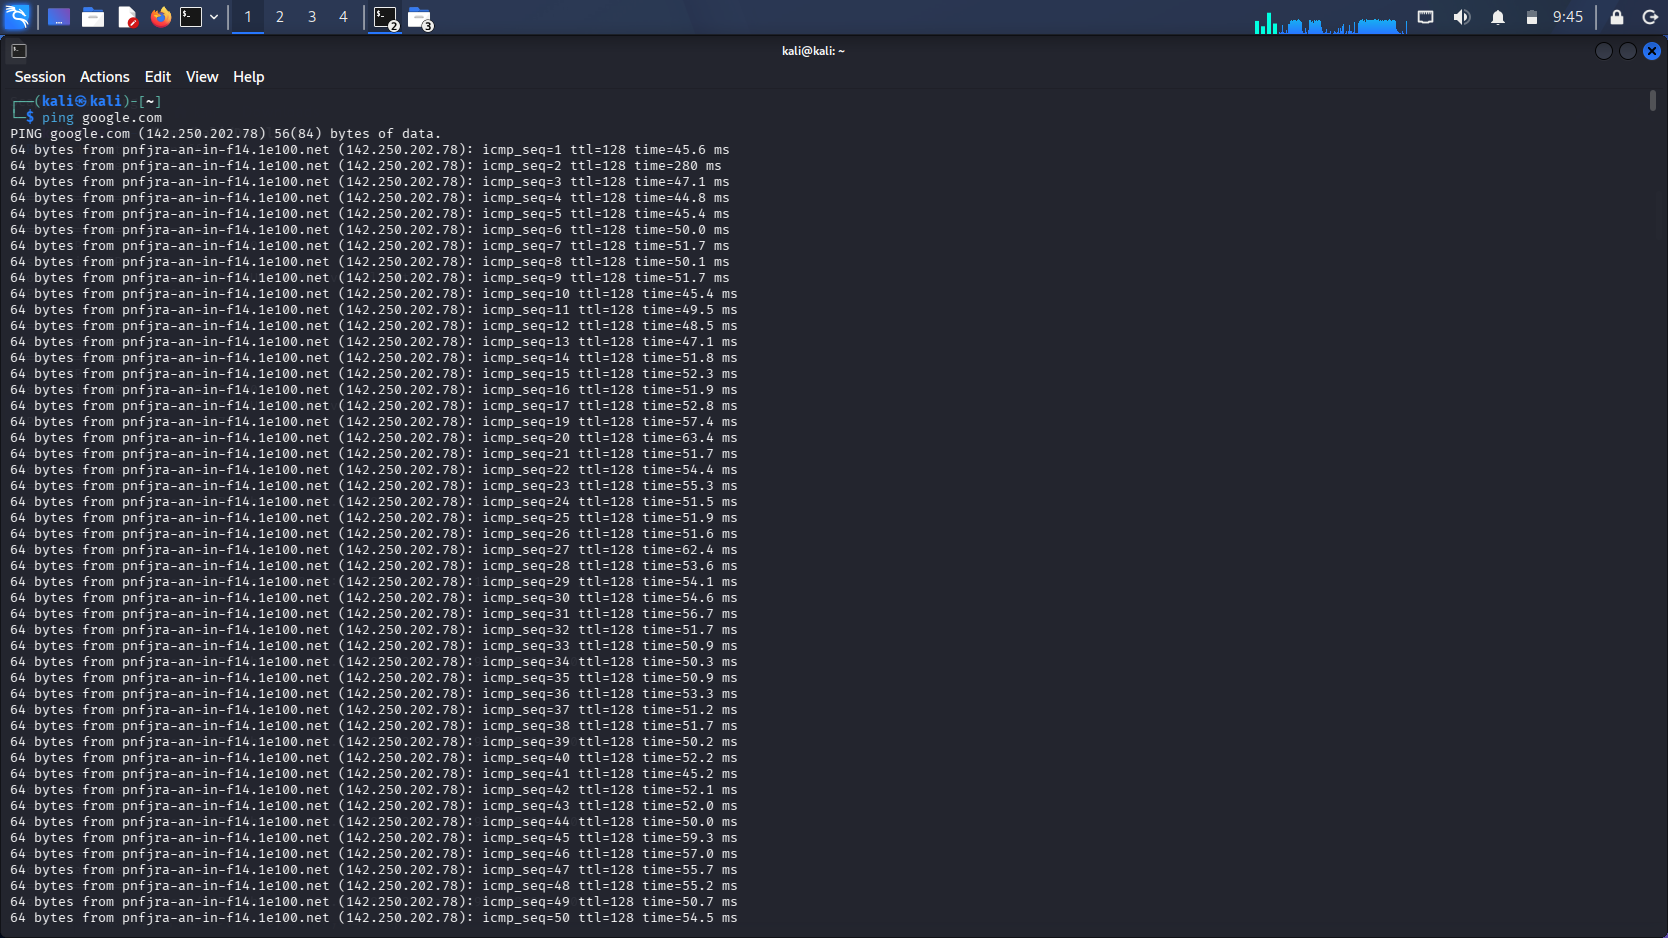 1 2 3 4 2 3 9:45
kali@kali: ~
Session Actions Edit View Help
┌──(kali㉿kali)-[~]
└─$ ping google.com
PING google.com (142.250.202.78) 56(84) bytes of data.
64 bytes from pnfjra-an-in-f14.1e100.net (142.250.202.78): icmp_seq=1 ttl=128 time=45.6 ms
64 bytes from pnfjra-an-in-f14.1e100.net (142.250.202.78): icmp_seq=2 ttl=128 time=280 ms
64 bytes from pnfjra-an-in-f14.1e100.net (142.250.202.78): icmp_seq=3 ttl=128 time=47.1 ms
64 bytes from pnfjra-an-in-f14.1e100.net (142.250.202.78): icmp_seq=4 ttl=128 time=44.8 ms
64 bytes from pnfjra-an-in-f14.1e100.net (142.250.202.78): icmp_seq=5 ttl=128 time=45.4 ms
64 bytes from pnfjra-an-in-f14.1e100.net (142.250.202.78): icmp_seq=6 ttl=128 time=50.0 ms
64 bytes from pnfjra-an-in-f14.1e100.net (142.250.202.78): icmp_seq=7 ttl=128 time=51.7 ms
64 bytes from pnfjra-an-in-f14.1e100.net (142.250.202.78): icmp_seq=8 ttl=128 time=50.1 ms
64 bytes from pnfjra-an-in-f14.1e100.net (142.250.202.78): icmp_seq=9 ttl=128 time=51.7 ms
64 bytes from pnfjra-an-in-f14.1e100.net (142.250.202.78): icmp_seq=10 ttl=128 time=45.4 ms
64 bytes from pnfjra-an-in-f14.1e100.net (142.250.202.78): icmp_seq=11 ttl=128 time=49.5 ms
64 bytes from pnfjra-an-in-f14.1e100.net (142.250.202.78): icmp_seq=12 ttl=128 time=48.5 ms
64 bytes from pnfjra-an-in-f14.1e100.net (142.250.202.78): icmp_seq=13 ttl=128 time=47.1 ms
64 bytes from pnfjra-an-in-f14.1e100.net (142.250.202.78): icmp_seq=14 ttl=128 time=51.8 ms
64 bytes from pnfjra-an-in-f14.1e100.net (142.250.202.78): icmp_seq=15 ttl=128 time=52.3 ms
64 bytes from pnfjra-an-in-f14.1e100.net (142.250.202.78): icmp_seq=16 ttl=128 time=51.9 ms
64 bytes from pnfjra-an-in-f14.1e100.net (142.250.202.78): icmp_seq=17 ttl=128 time=52.8 ms
64 bytes from pnfjra-an-in-f14.1e100.net (142.250.202.78): icmp_seq=19 ttl=128 time=57.4 ms
64 bytes from pnfjra-an-in-f14.1e100.net (142.250.202.78): icmp_seq=20 ttl=128 time=63.4 ms
64 bytes from pnfjra-an-in-f14.1e100.net (142.250.202.78): icmp_seq=21 ttl=128 time=51.7 ms
64 bytes from pnfjra-an-in-f14.1e100.net (142.250.202.78): icmp_seq=22 ttl=128 time=54.4 ms
64 bytes from pnfjra-an-in-f14.1e100.net (142.250.202.78): icmp_seq=23 ttl=128 time=55.3 ms
64 bytes from pnfjra-an-in-f14.1e100.net (142.250.202.78): icmp_seq=24 ttl=128 time=51.5 ms
64 bytes from pnfjra-an-in-f14.1e100.net (142.250.202.78): icmp_seq=25 ttl=128 time=51.9 ms
64 bytes from pnfjra-an-in-f14.1e100.net (142.250.202.78): icmp_seq=26 ttl=128 time=51.6 ms
64 bytes from pnfjra-an-in-f14.1e100.net (142.250.202.78): icmp_seq=27 ttl=128 time=62.4 ms
64 bytes from pnfjra-an-in-f14.1e100.net (142.250.202.78): icmp_seq=28 ttl=128 time=53.6 ms
64 bytes from pnfjra-an-in-f14.1e100.net (142.250.202.78): icmp_seq=29 ttl=128 time=54.1 ms
64 bytes from pnfjra-an-in-f14.1e100.net (142.250.202.78): icmp_seq=30 ttl=128 time=54.6 ms
64 bytes from pnfjra-an-in-f14.1e100.net (142.250.202.78): icmp_seq=31 ttl=128 time=56.7 ms
64 bytes from pnfjra-an-in-f14.1e100.net (142.250.202.78): icmp_seq=32 ttl=128 time=51.7 ms
64 bytes from pnfjra-an-in-f14.1e100.net (142.250.202.78): icmp_seq=33 ttl=128 time=50.9 ms
64 bytes from pnfjra-an-in-f14.1e100.net (142.250.202.78): icmp_seq=34 ttl=128 time=50.3 ms
64 bytes from pnfjra-an-in-f14.1e100.net (142.250.202.78): icmp_seq=35 ttl=128 time=50.9 ms
64 bytes from pnfjra-an-in-f14.1e100.net (142.250.202.78): icmp_seq=36 ttl=128 time=53.3 ms
64 bytes from pnfjra-an-in-f14.1e100.net (142.250.202.78): icmp_seq=37 ttl=128 time=51.2 ms
64 bytes from pnfjra-an-in-f14.1e100.net (142.250.202.78): icmp_seq=38 ttl=128 time=51.7 ms
64 bytes from pnfjra-an-in-f14.1e100.net (142.250.202.78): icmp_seq=39 ttl=128 time=50.2 ms
64 bytes from pnfjra-an-in-f14.1e100.net (142.250.202.78): icmp_seq=40 ttl=128 time=52.2 ms
64 bytes from pnfjra-an-in-f14.1e100.net (142.250.202.78): icmp_seq=41 ttl=128 time=45.2 ms
64 bytes from pnfjra-an-in-f14.1e100.net (142.250.202.78): icmp_seq=42 ttl=128 time=52.1 ms
64 bytes from pnfjra-an-in-f14.1e100.net (142.250.202.78): icmp_seq=43 ttl=128 time=52.0 ms
64 bytes from pnfjra-an-in-f14.1e100.net (142.250.202.78): icmp_seq=44 ttl=128 time=50.0 ms
64 bytes from pnfjra-an-in-f14.1e100.net (142.250.202.78): icmp_seq=45 ttl=128 time=59.3 ms
64 bytes from pnfjra-an-in-f14.1e100.net (142.250.202.78): icmp_seq=46 ttl=128 time=57.0 ms
64 bytes from pnfjra-an-in-f14.1e100.net (142.250.202.78): icmp_seq=47 ttl=128 time=55.7 ms
64 bytes from pnfjra-an-in-f14.1e100.net (142.250.202.78): icmp_seq=48 ttl=128 time=55.2 ms
64 bytes from pnfjra-an-in-f14.1e100.net (142.250.202.78): icmp_seq=49 ttl=128 time=50.7 ms
64 bytes from pnfjra-an-in-f14.1e100.net (142.250.202.78): icmp_seq=50 ttl=128 time=54.5 ms